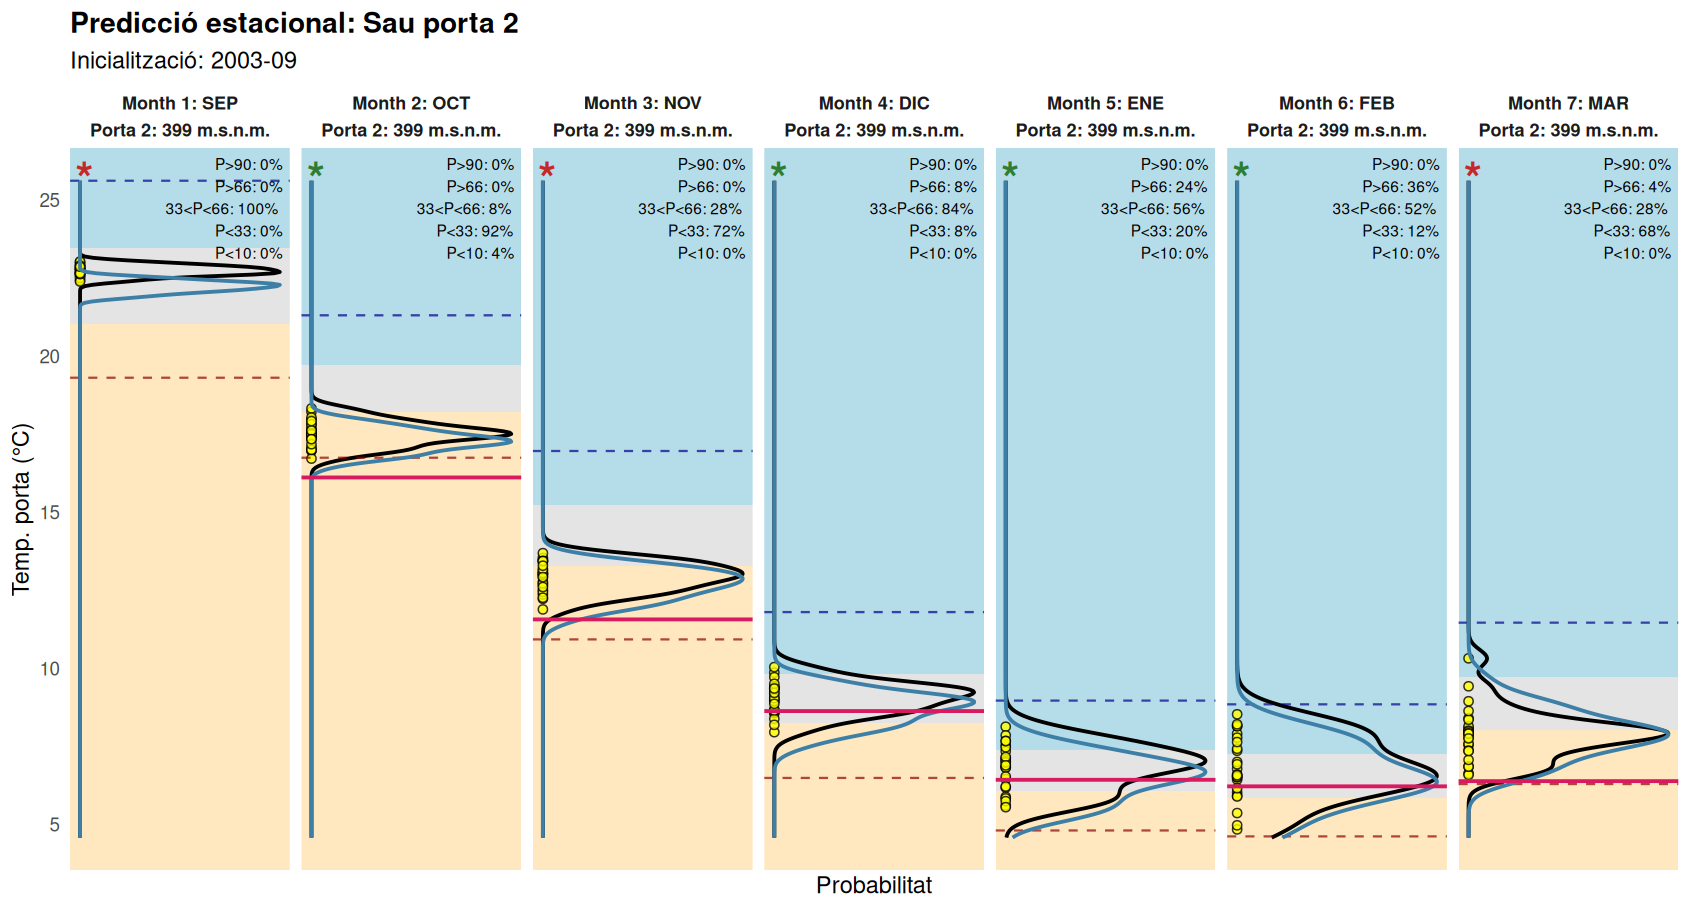 Predicció estacional: Sau porta 2
Inicialització: 2003-09
Month 1: SEP
Porta 2: 399 m.s.n.m.
Month 2: OCT
Porta 2: 399 m.s.n.m.
Month 3: NOV
Porta 2: 399 m.s.n.m.
Month 4: DIC
Porta 2: 399 m.s.n.m.
Month 5: ENE
Porta 2: 399 m.s.n.m.
Month 6: FEB
Porta 2: 399 m.s.n.m.
Month 7: MAR
Porta 2: 399 m.s.n.m.
*
P>90: 0%
P>66: 0%
33<P<66: 100%
P<33: 0%
P<10: 0%
*
P>90: 0%
P>66: 0%
33<P<66: 8%
P<33: 92%
P<10: 4%
*
P>90: 0%
P>66: 0%
33<P<66: 28%
P<33: 72%
P<10: 0%
*
P>90: 0%
P>66: 8%
33<P<66: 84%
P<33: 8%
P<10: 0%
*
P>90: 0%
P>66: 24%
33<P<66: 56%
P<33: 20%
P<10: 0%
*
P>90: 0%
P>66: 36%
33<P<66: 52%
P<33: 12%
P<10: 0%
*
P>90: 0%
P>66: 4%
33<P<66: 28%
P<33: 68%
P<10: 0%
25
20
15
10
5
Temp. porta (°C)
Probabilitat